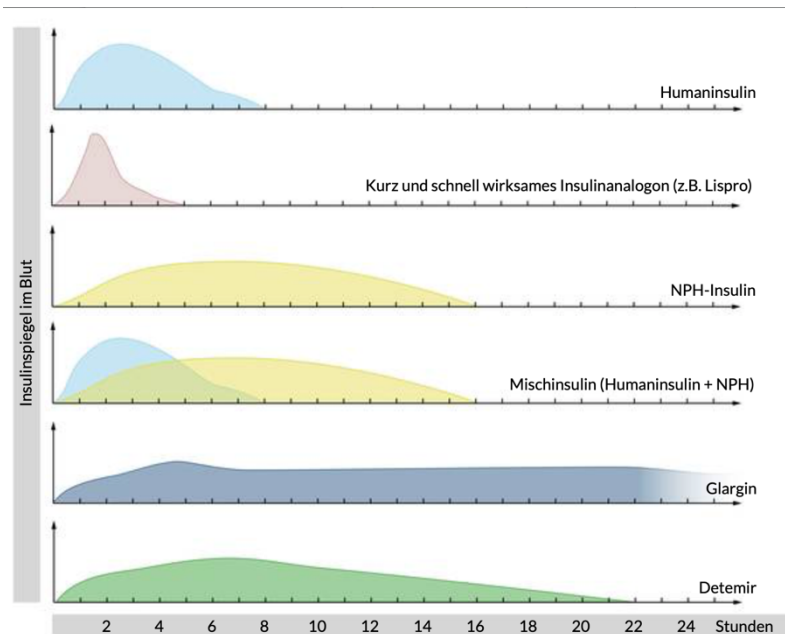 Insulinspiegel im Blut
Humaninsulin
Kurz und schnell wirksames Insulinanalogon (z.B. Lispro)
NPH-Insulin
Mischinsulin (Humaninsulin + NPH)
Glargin
Detemir
2 4 6 8 10 12 14 16 18 20 22 24 Stunden